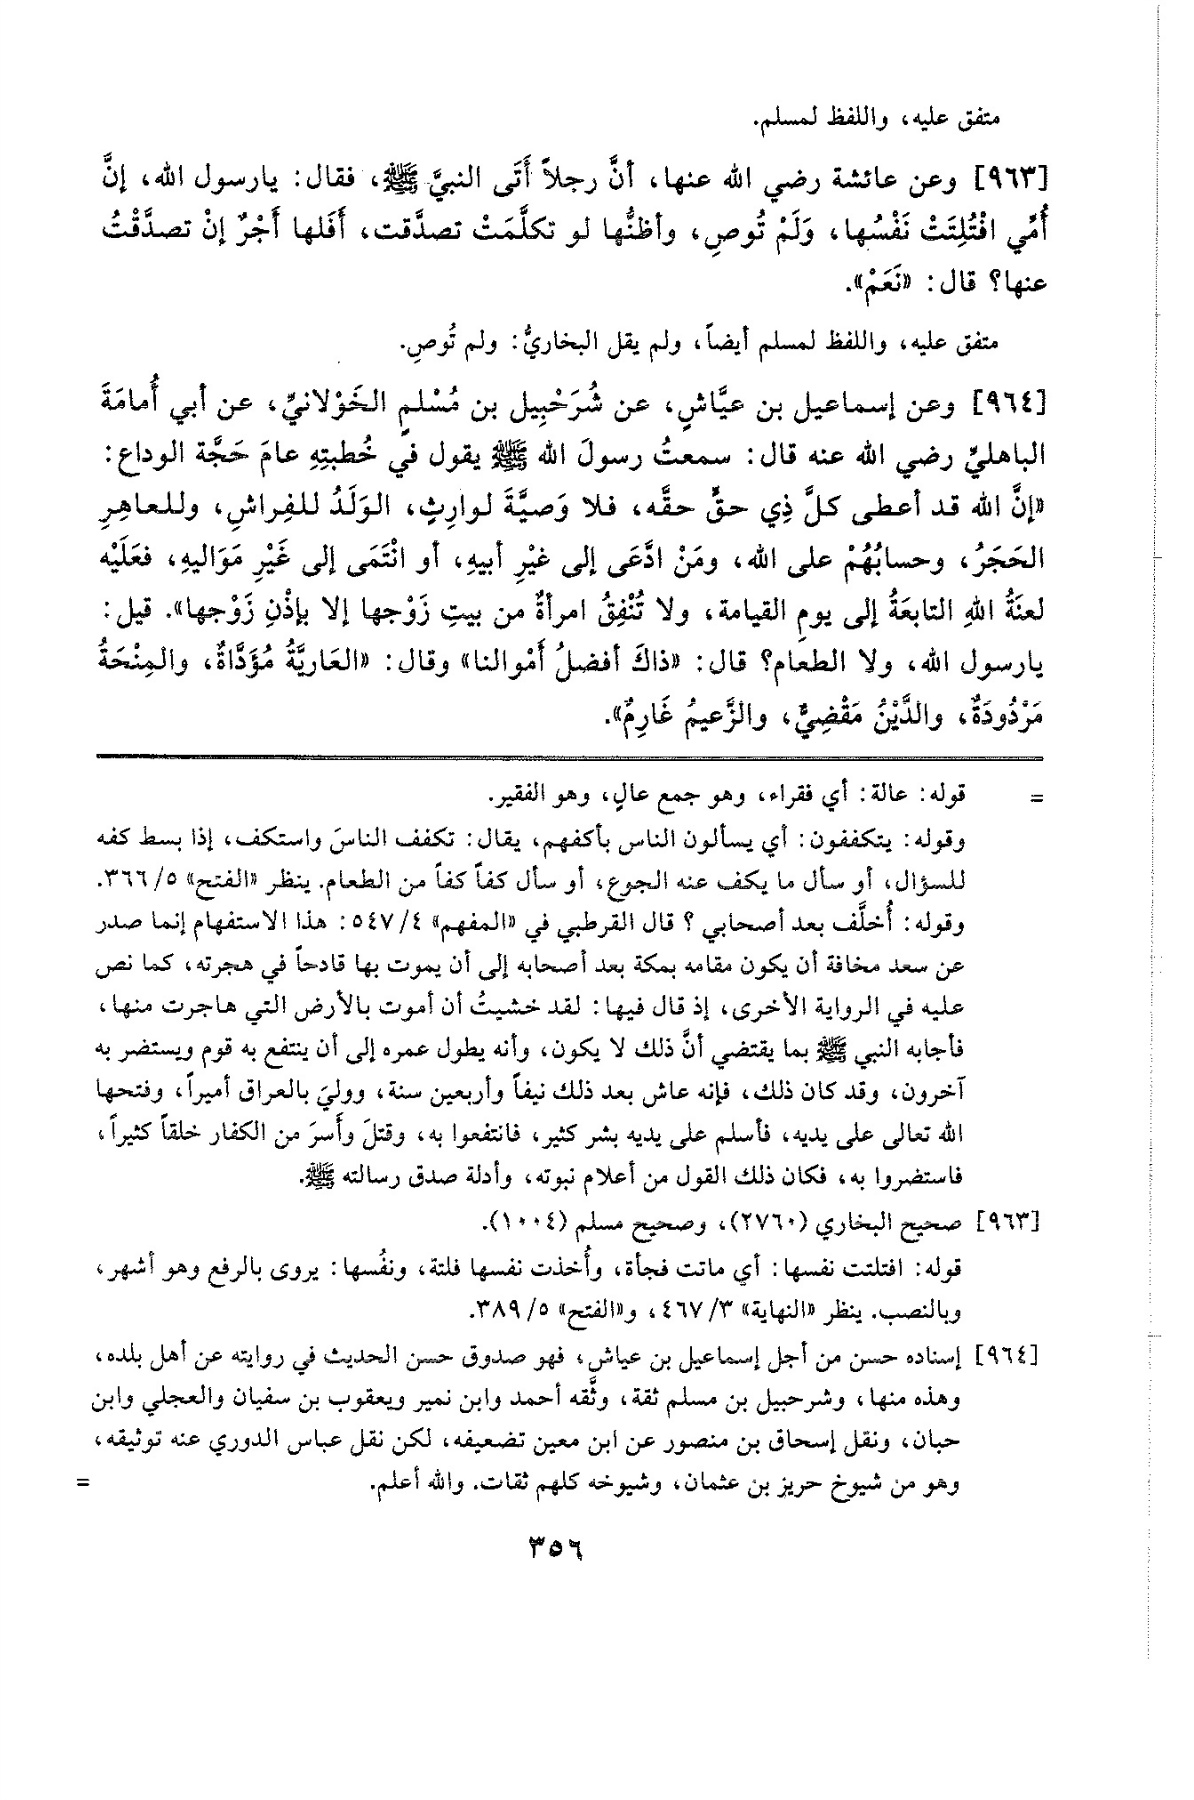 متفق عليه، واللفظ لمسلم.
[٩٦٣] وعن عائشة رضي الله عنها، أنَّ رجلاً أَتَى النبيَّ ﷺ، فقال: يارسول الله، إنَّ
أُمِّي افْتُلِتَتْ نَفْسُها، وَلَمْ تُوصِ، وأظنُّها لو تكلَّمَتْ تصدَّقت، أَفَلها أَجْرٌ إنْ تصدَّقْتُ
عنها؟ قال: «نَعَمْ».
متفق عليه، واللفظ لمسلم أيضاً، ولم يقل البخاريُّ: ولم تُوصِ.
[٩٦٤] وعن إسماعيل بن عيَّاشٍ، عن شُرَحْبِيل بن مُسْلمٍ الخَوْلانيِّ، عن أبي أُمامَةَ
الباهليِّ رضي الله عنه قال: سمعتُ رسولَ الله ﷺ يقول في خُطبتِهِ عامَ حَجَّة الوداع:
«إنَّ الله قد أعطى كلَّ ذِي حقٍّ حقَّه، فلا وَصيَّةَ لوارِثٍ، الوَلَدُ للفِراشِ، وللعاهِرِ
الحَجَرُ، وحسابُهُمْ على الله، ومَنْ ادَّعَى إلى غيْرِ أبيهِ، أو انْتَمَى إلى غَيْرِ مَوَاليهِ، فعَلَيْه
لعنَةُ اللهِ التابعَةُ إلى يومِ القيامة، ولا تُنْفِقُ امرأةٌ من بيتِ زَوْجها إلا بإذْنِ زَوْجها». قيل:
يارسول الله، ولا الطعام؟ قال: «ذاكَ أفضلُ أَمْوالنا» وقال: «العَاريَّةُ مُؤَدَّاةٌ، والمِنْحَةُ
مَرْدُودَةٌ، والدَّيْنُ مَقْضِيٌّ، والزَّعيمُ غَارِمٌ».
= قوله: عالة: أي فقراء، وهو جمع عالٍ، وهو الفقير.
وقوله: يتكففون: أي يسألون الناس بأكفهم، يقال: تكفف الناسَ واستكف، إذا بسط كفه
للسؤال، أو سأل ما يكف عنه الجوع، أو سأل كفاً كفاً من الطعام. ينظر «الفتح» ٥/ ٣٦٦.
وقوله: أُخلَّف بعد أصحابي ؟ قال القرطبي في «المفهم» ٤/ ٥٤٧: هذا الاستفهام إنما صدر
عن سعد مخافة أن يكون مقامه بمكة بعد أصحابه إلى أن يموت بها قادحاً في هجرته، كما نص
عليه في الرواية الأخرى، إذ قال فيها: لقد خشيتُ أن أموت بالأرض التي هاجرت منها،
فأجابه النبي ﷺ بما يقتضي أنَّ ذلك لا يكون، وأنه يطول عمره إلى أن ينتفع به قوم ويستضر به
آخرون، وقد كان ذلك، فإنه عاش بعد ذلك نيفاً وأربعين سنة، ووليَ بالعراق أميراً، وفتحها
الله تعالى على يديه، فأسلم على يديه بشر كثير، فانتفعوا به، وقتلَ وأَسرَ من الكفار خلقاً كثيراً،
فاستضروا به، فكان ذلك القول من أعلام نبوته، وأدلة صدق رسالته ﷺ.
[٩٦٣] صحيح البخاري (٢٧٦٠)، وصحيح مسلم (١٠٠٤).
قوله: افتلتت نفسها: أي ماتت فجأة، وأُخذت نفسها فلتة، ونفُسها: يروى بالرفع وهو أشهر،
وبالنصب. ينظر «النهاية» ٣/ ٤٦٧، و«الفتح» ٥/ ٣٨٩.
[٩٦٤] إسناده حسن من أجل إسماعيل بن عياش، فهو صدوق حسن الحديث في روايته عن أهل بلده،
وهذه منها، وشرحبيل بن مسلم ثقة، وثَّقه أحمد وابن نمير ويعقوب بن سفيان والعجلي وابن
حبان، ونقل إسحاق بن منصور عن ابن معين تضعيفه، لكن نقل عباس الدوري عنه توثيقه،
وهو من شيوخ حريز بن عثمان، وشيوخه كلهم ثقات. والله أعلم. =
٣٥٦